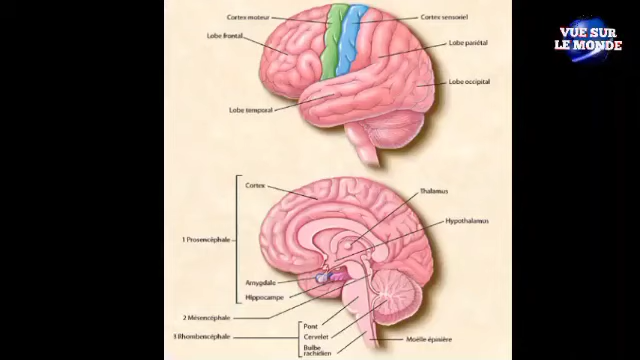 Cortex moteur
Cortex sensoriel
Lobe frontal
Lobe pariétal
Lobe occipital
Lobe temporal
VUE SUR
LE MONDE
Cortex
Thalamus
Hypothalamus
1 Prosencéphale
Amygdale
Hippocampe
2 Mésencéphale
3 Rhombencéphale
Pont
Cervelet
Bulbe
rachidien
Moëlle épinière